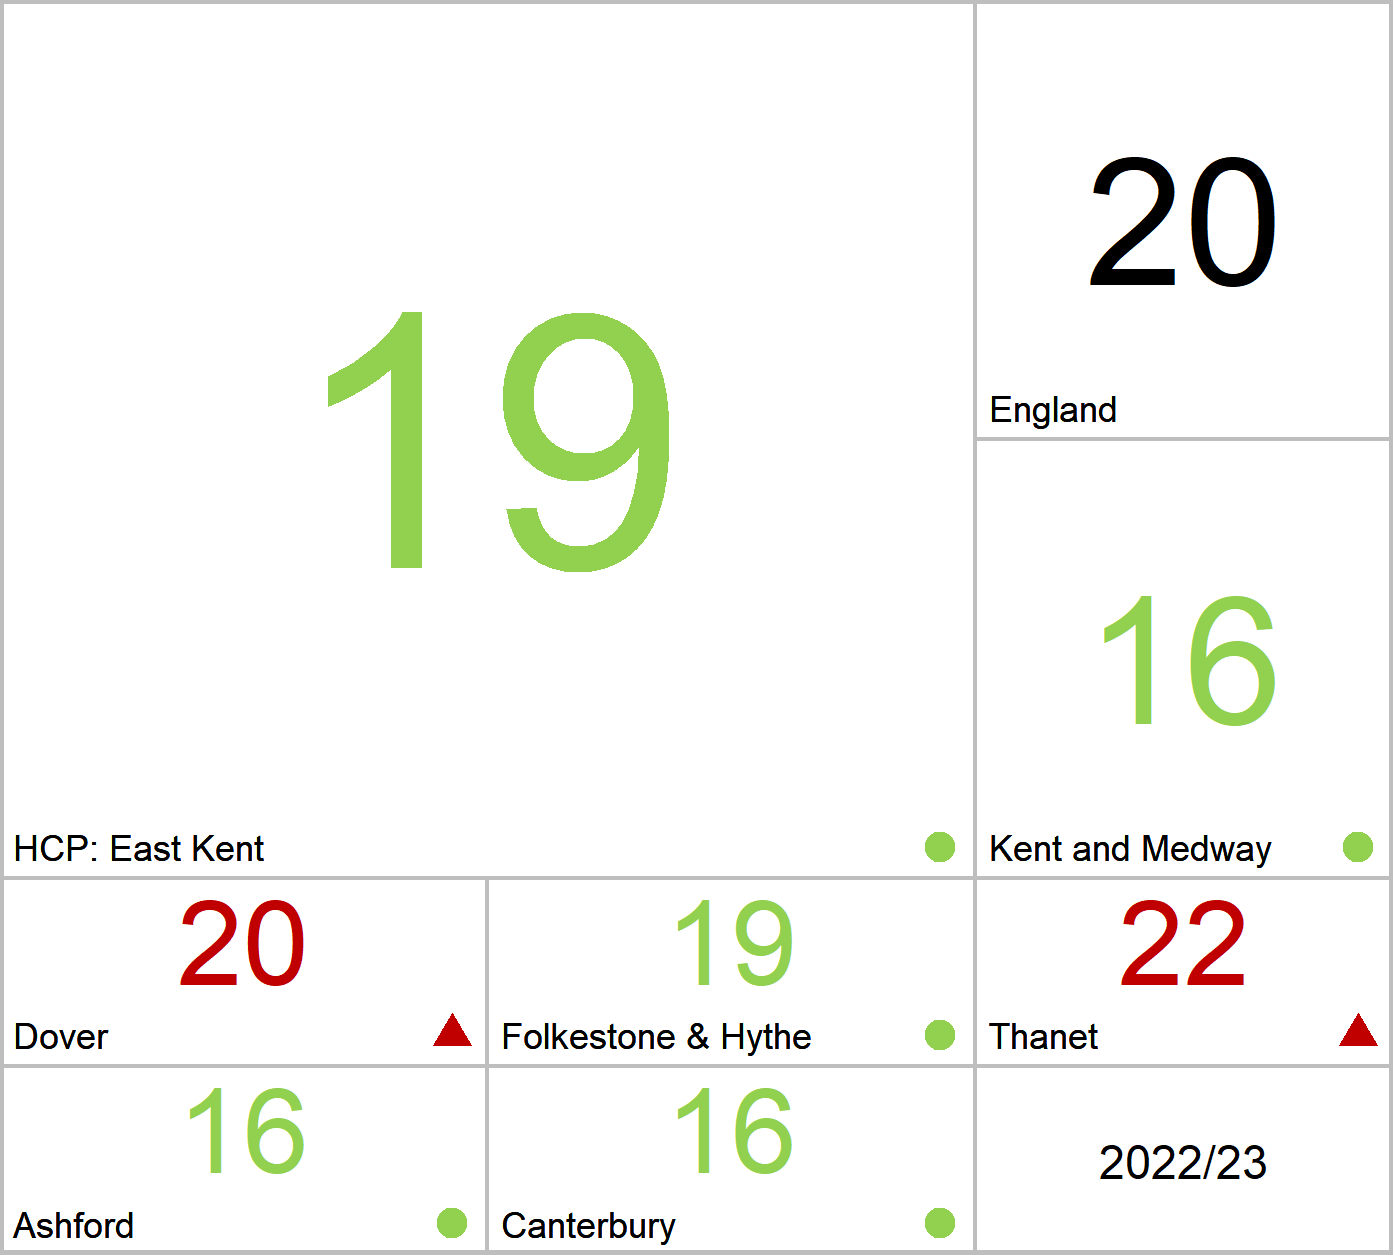 19
HCP: East Kent
20
England
16
Kent and Medway
20
Dover
19
Folkestone & Hythe
22
Thanet
16
Ashford
16
Canterbury
2022/23